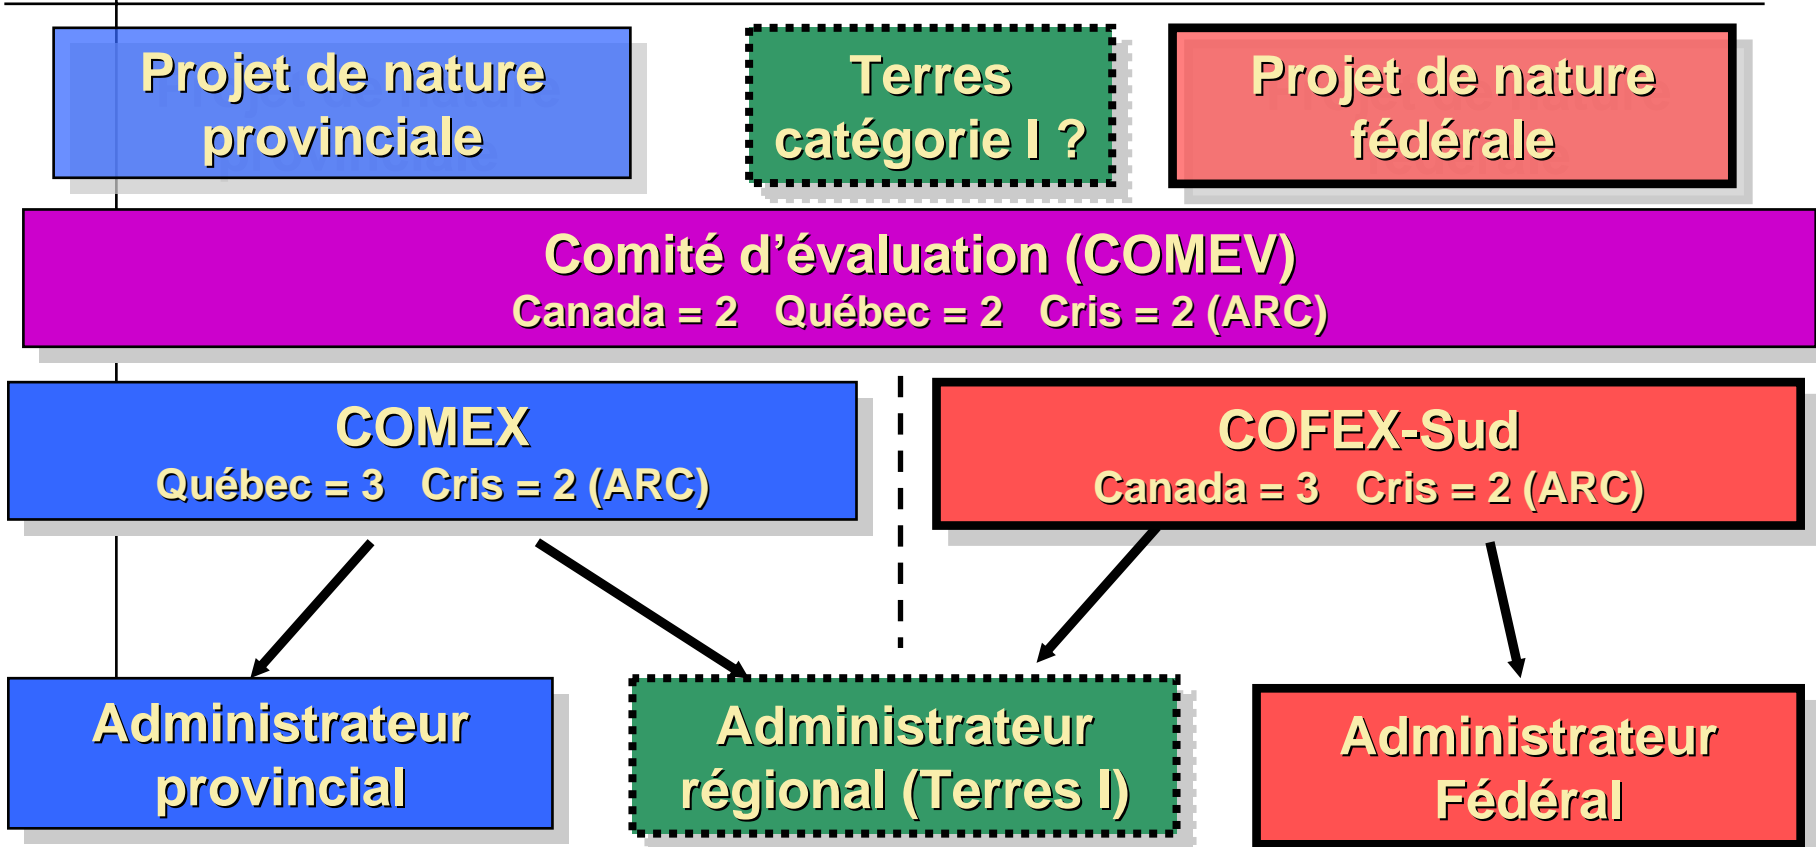 Projet de nature
provinciale
Terres
catégorie I ?
Projet de nature
fédérale
Comité d’évaluation (COMEV)
Canada = 2 Québec = 2 Cris = 2 (ARC)
COMEX
Québec = 3 Cris = 2 (ARC)
COFEX-Sud
Canada = 3 Cris = 2 (ARC)
Administrateur
provincial
Administrateur
régional (Terres I)
Administrateur
Fédéral